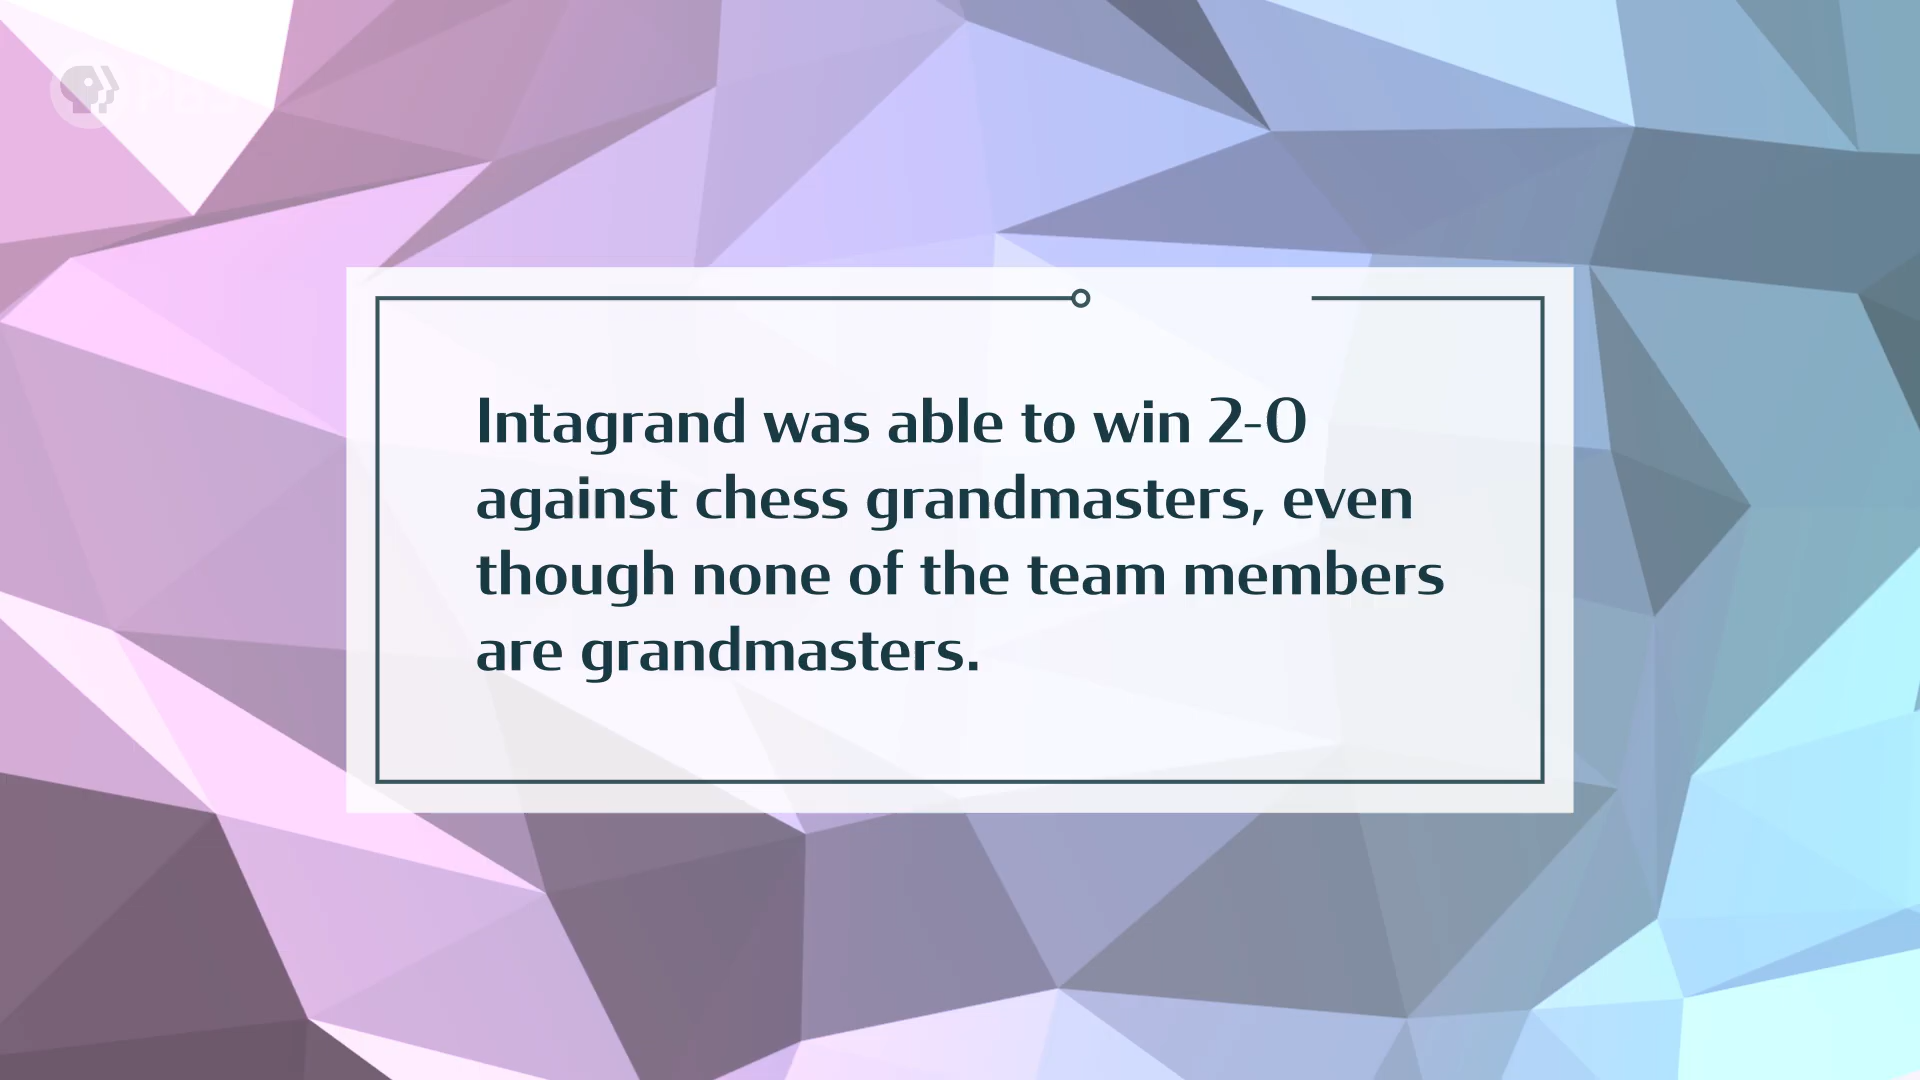 Intagrand was able to win 2-0
against chess grandmasters, even
though none of the team members
are grandmasters.